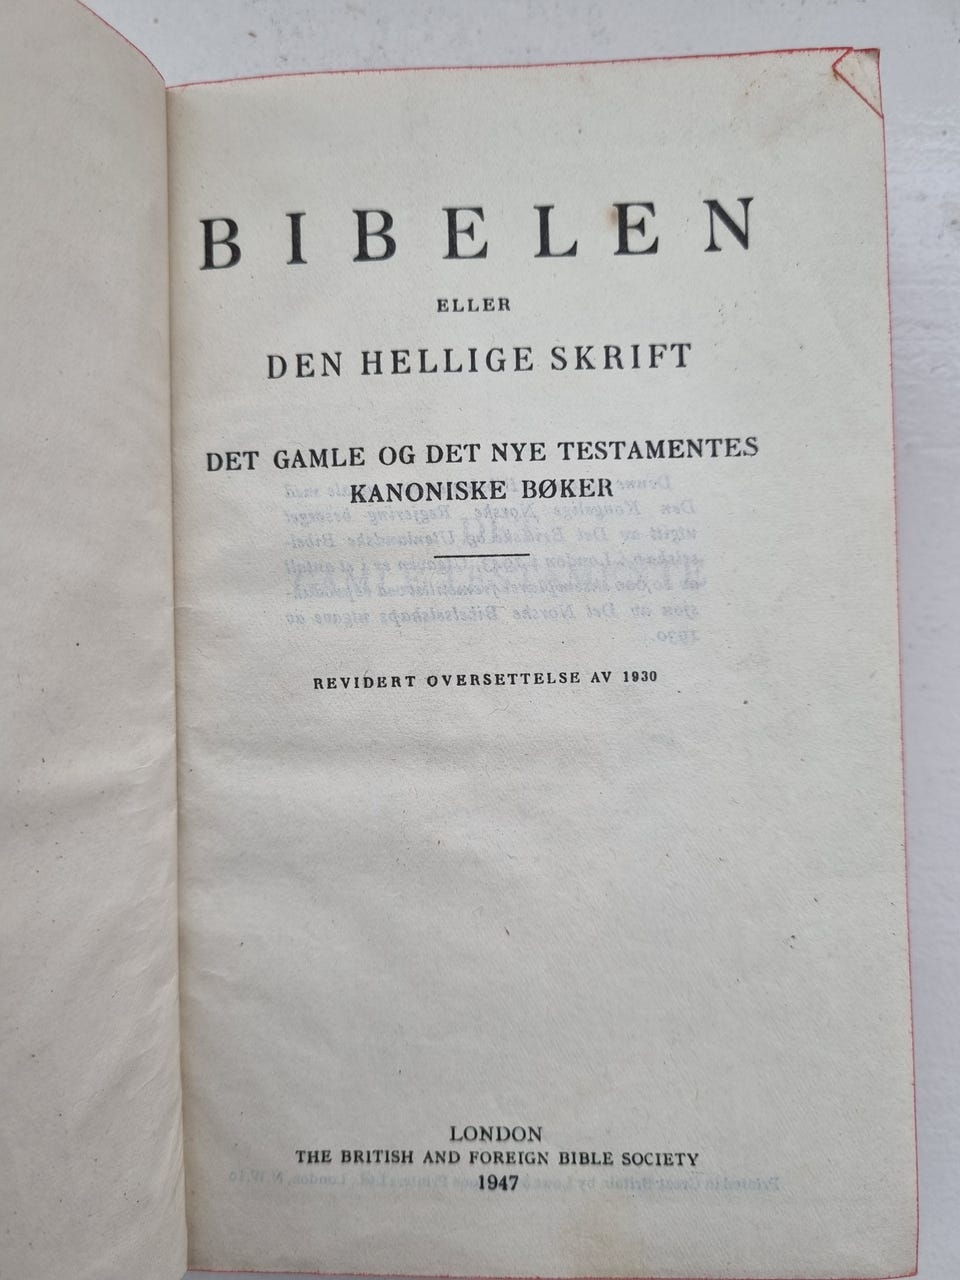 BIBELEN
ELLER
DEN HELLIGE SKRIFT
DET GAMLE OG DET NYE TESTAMENTES
KANONISKE BØKER
REVIDERT OVERSETTELSE AV 1930
LONDON
THE BRITISH AND FOREIGN BIBLE SOCIETY
1947